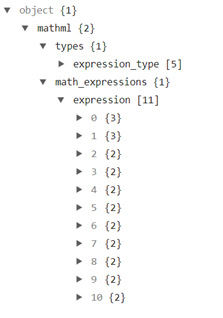 object {1}
mathml {2}
types {1}
expression_type [5]
math_expressions {1}
expression [11]
0 {3}
1 {3}
2 {2}
3 {2}
4 {2}
5 {2}
6 {2}
7 {2}
8 {2}
9 {2}
10 {2}